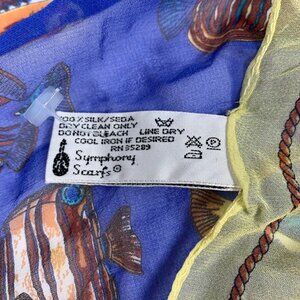 100% SILK/SEDA
DRY CLEAN ONLY
DO NOT BLEACH LINE DRY
COOL IRON IF DESIRED
RN 85289
Symphony
Scarfs ®